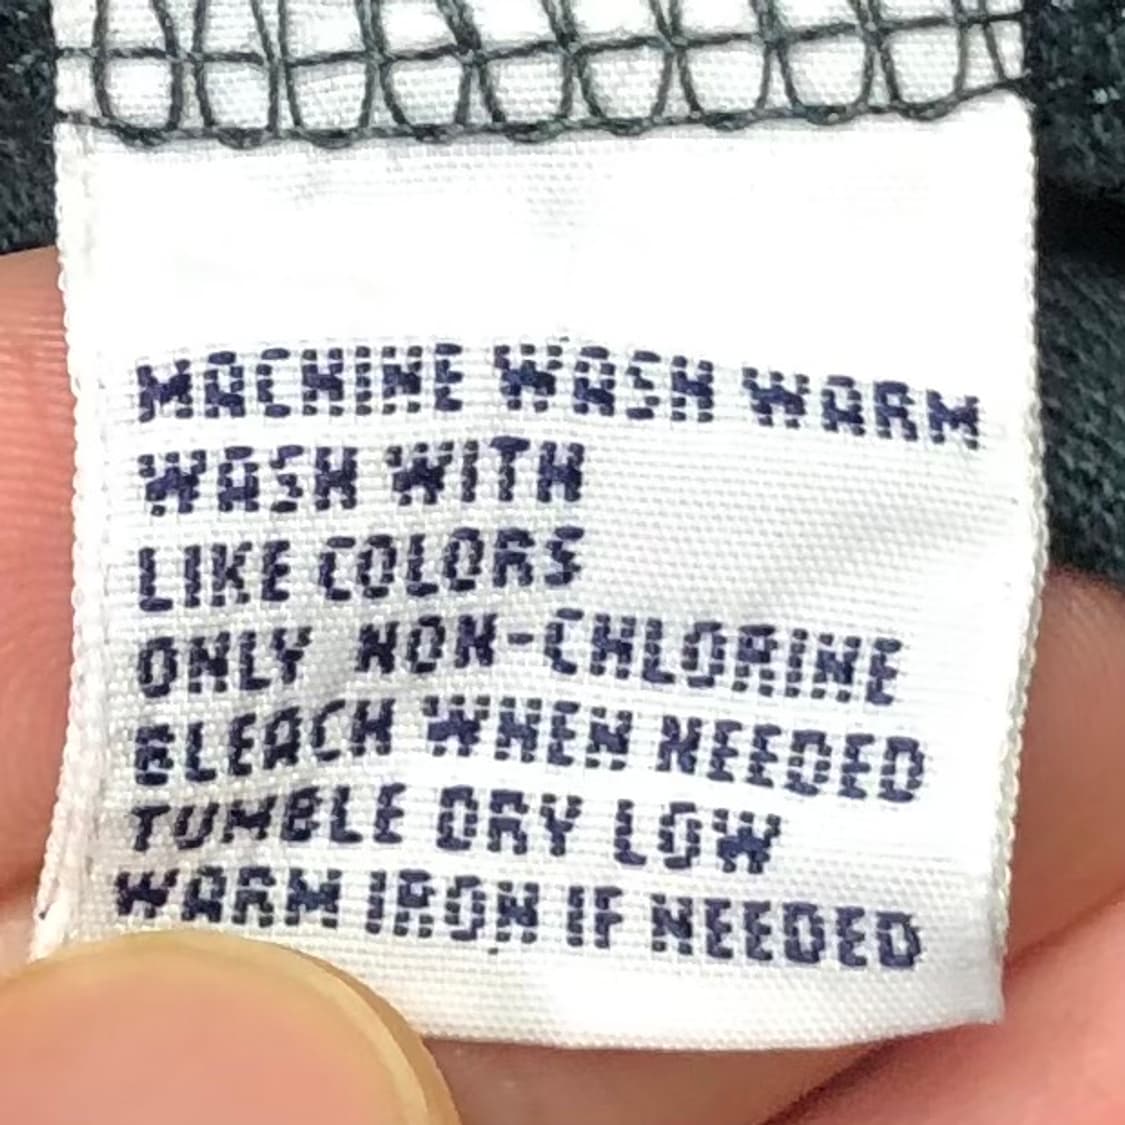 MACHINE WASH WARM
WASH WITH
LIKE COLORS
ONLY NON-CHLORINE
BLEACH WHEN NEEDED
TUMBLE DRY LOW
WARM IRON IF NEEDED